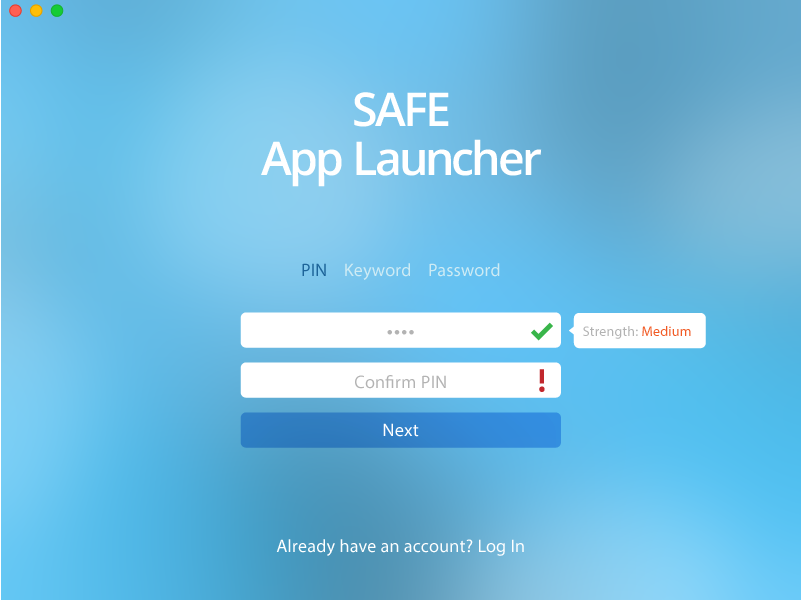 SAFE
App Launcher
PIN Keyword Password
••••
Strength: Medium
Confirm PIN
Next
Already have an account? Log In